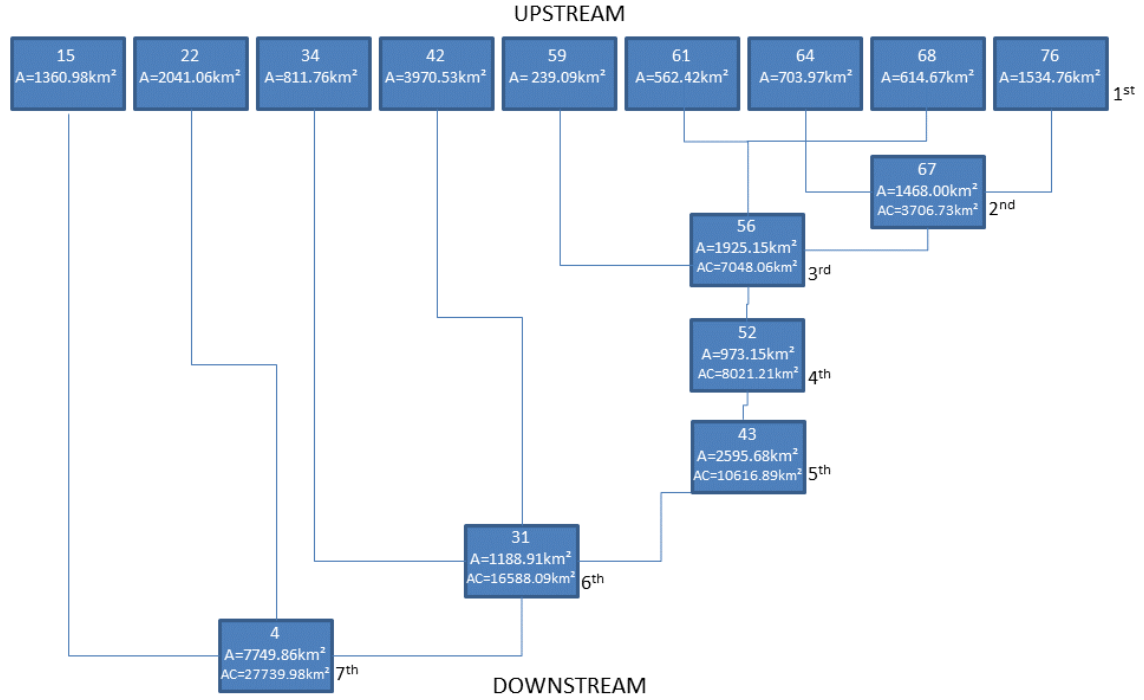 UPSTREAM
15
A=1360.98km²
22
A=2041.06km²
34
A=811.76km²
42
A=3970.53km²
59
A= 239.09km²
61
A=562.42km²
64
A=703.97km²
68
A=614.67km²
76
A=1534.76km²
1st
67
A=1468.00km²
AC=3706.73km²
2nd
56
A=1925.15km²
AC=7048.06km²
3rd
52
A=973.15km²
AC=8021.21km²
4th
43
A=2595.68km²
AC=10616.89km²
5th
31
A=1188.91km²
AC=16588.09km²
6th
4
A=7749.86km²
AC=27739.98km²
7th
DOWNSTREAM